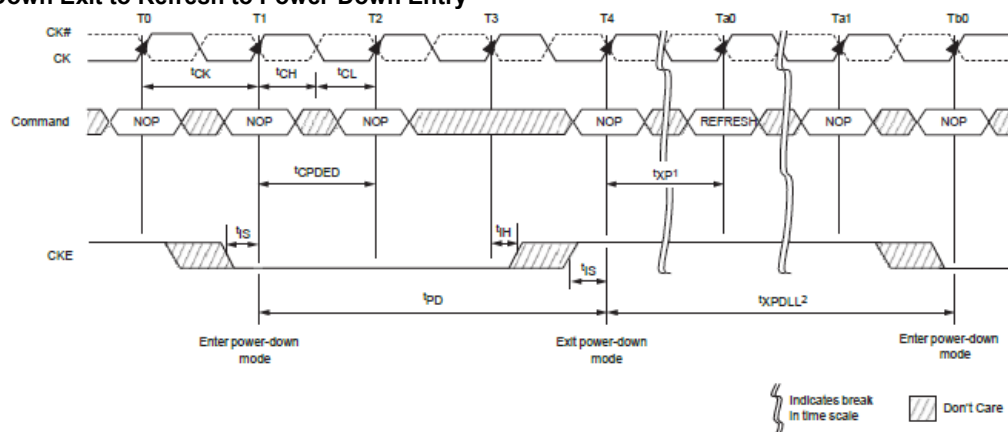 Down Exit to Refresh to Power-Down Entry
T0 T1 T2 T3 T4 Ta0 Ta1 Tb0
CK#
CK
tCK tCH tCL
Command NOP NOP NOP NOP REFRESH NOP NOP
tCPDED tXP1
tIS tIH
CKE
tIS
tPD tXPDLL2
Enter power-down mode
Exit power-down mode
Enter power-down mode
Indicates break
in time scale
Don't Care